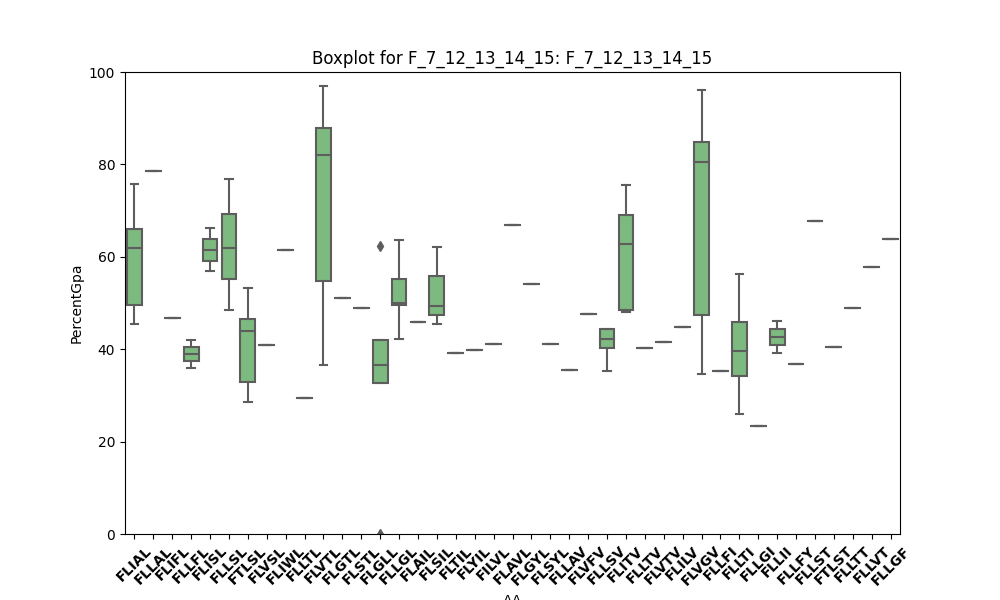 Boxplot for F_7_12_13_14_15: F_7_12_13_14_15
PercentGpa
100
80
60
40
20
0
FLIAL
FLLAL
FLIFL
FLLFL
FLISL
FLLSL
FTLSL
FLVSL
FLIWL
FLLTL
FLVTL
FLGTL
FLSTL
FLGLL
FLLGL
FLAIL
FLSIL
FLTIL
FLYIL
FILVL
FLAVL
FLGYL
FLSYL
FLLAV
FLVFV
FLLSV
FLITV
FLLTV
FLVTV
FLILV
FLVGV
FLLFI
FLLTI
FLLGI
FLLII
FLLFY
FLLST
FTLST
FLLTT
FLLVT
FLLGF